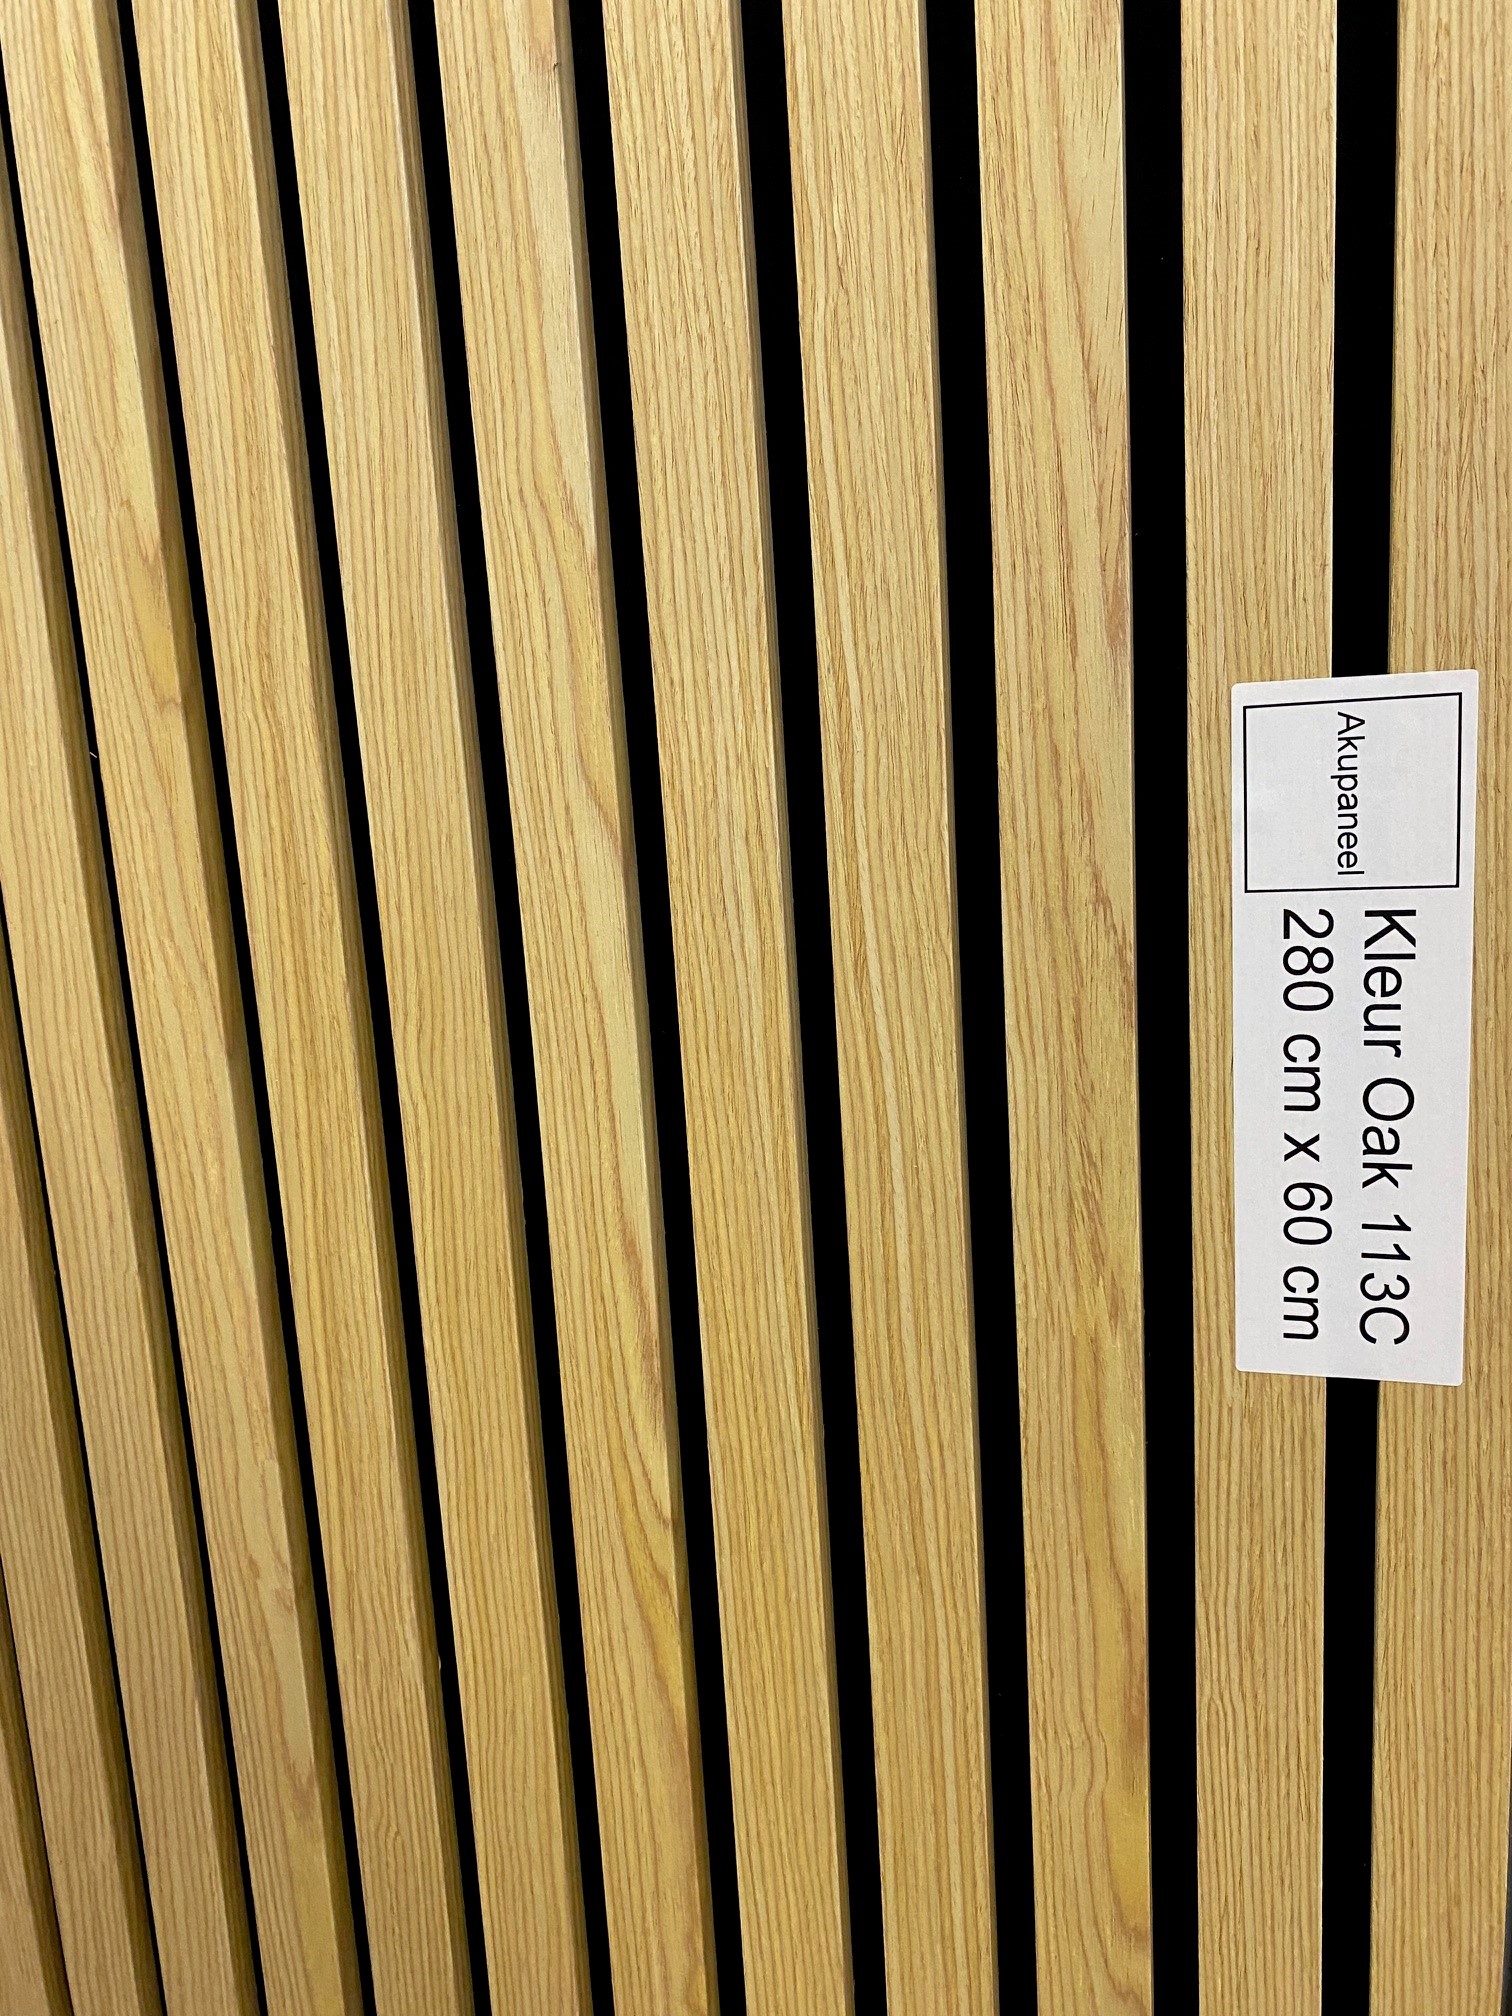 Akupaneel
Kleur Oak 113C
280 cm x 60 cm